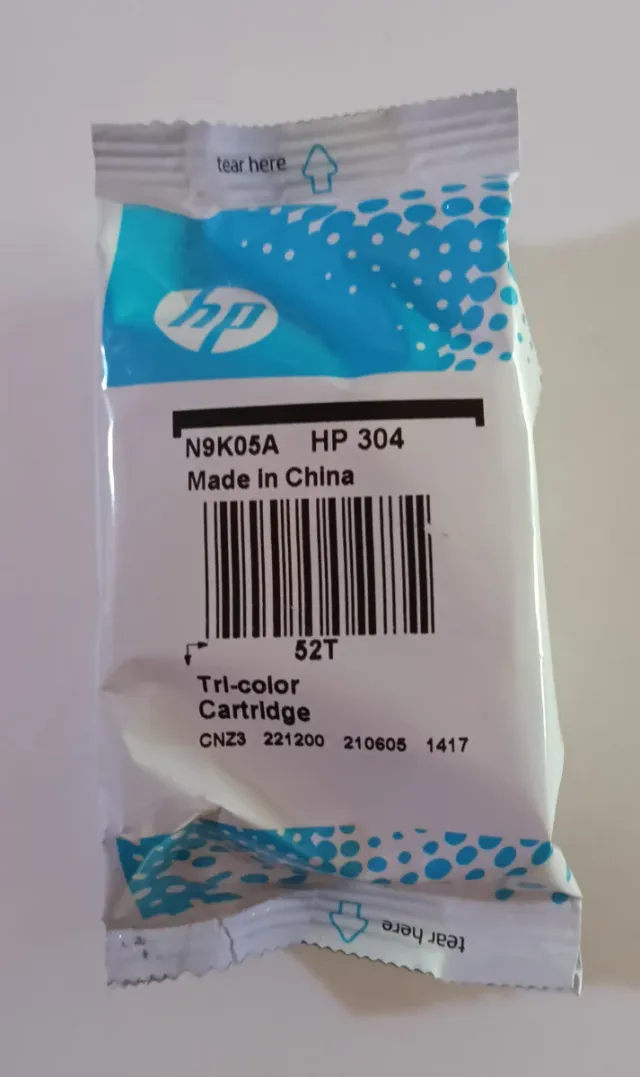 tear here
hp
N9K05A HP 304
Made in China
52T
Tri-color
Cartridge
CNZ3 221200 210605 1417
tear here